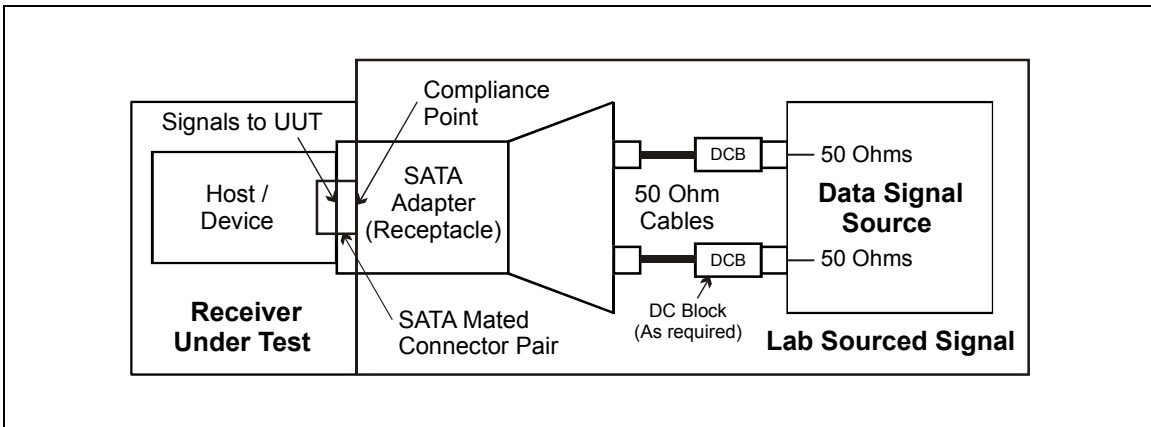 Compliance
Point
Signals to UUT
Host /
Device
SATA
Adapter
(Receptacle)
50 Ohm
Cables
DCB
DCB
50 Ohms
Data Signal
Source
50 Ohms
Receiver
Under Test
SATA Mated
Connector Pair
DC Block
(As required)
Lab Sourced Signal